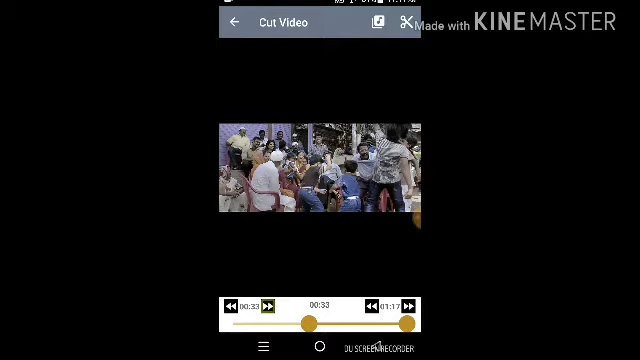 Cut Video
Made with KINEMASTER
00:33
00:33
01:17
DU SCREEN RECORDER